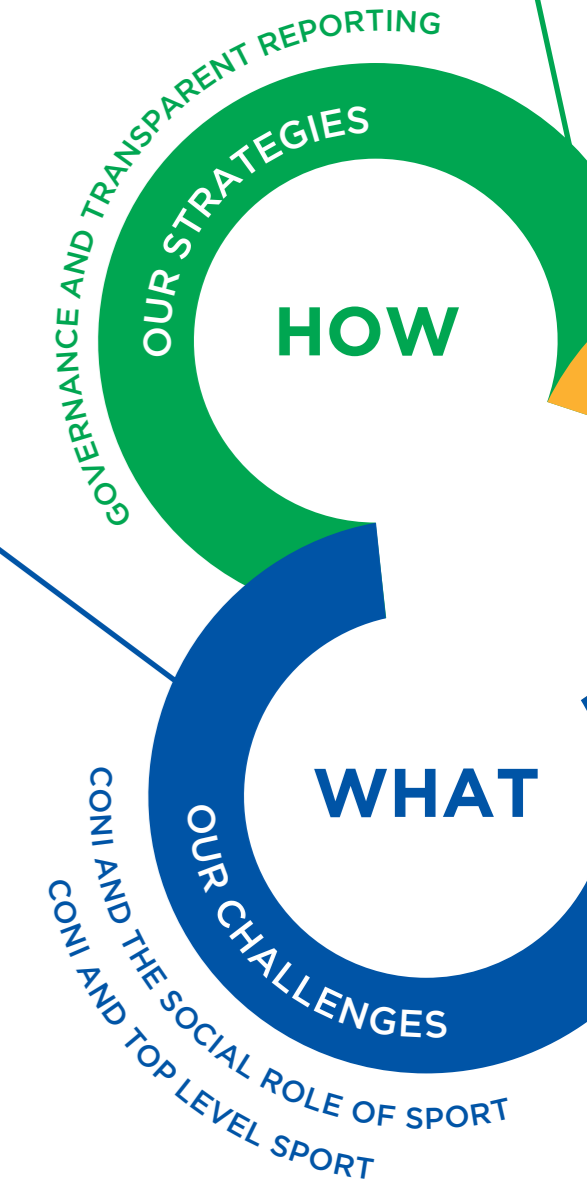 GOVERNANCE AND TRANSPARENT REPORTING
OUR STRATEGIES
HOW
WHAT
OUR CHALLENGES
CONI AND THE SOCIAL ROLE OF SPORT
CONI AND TOP LEVEL SPORT